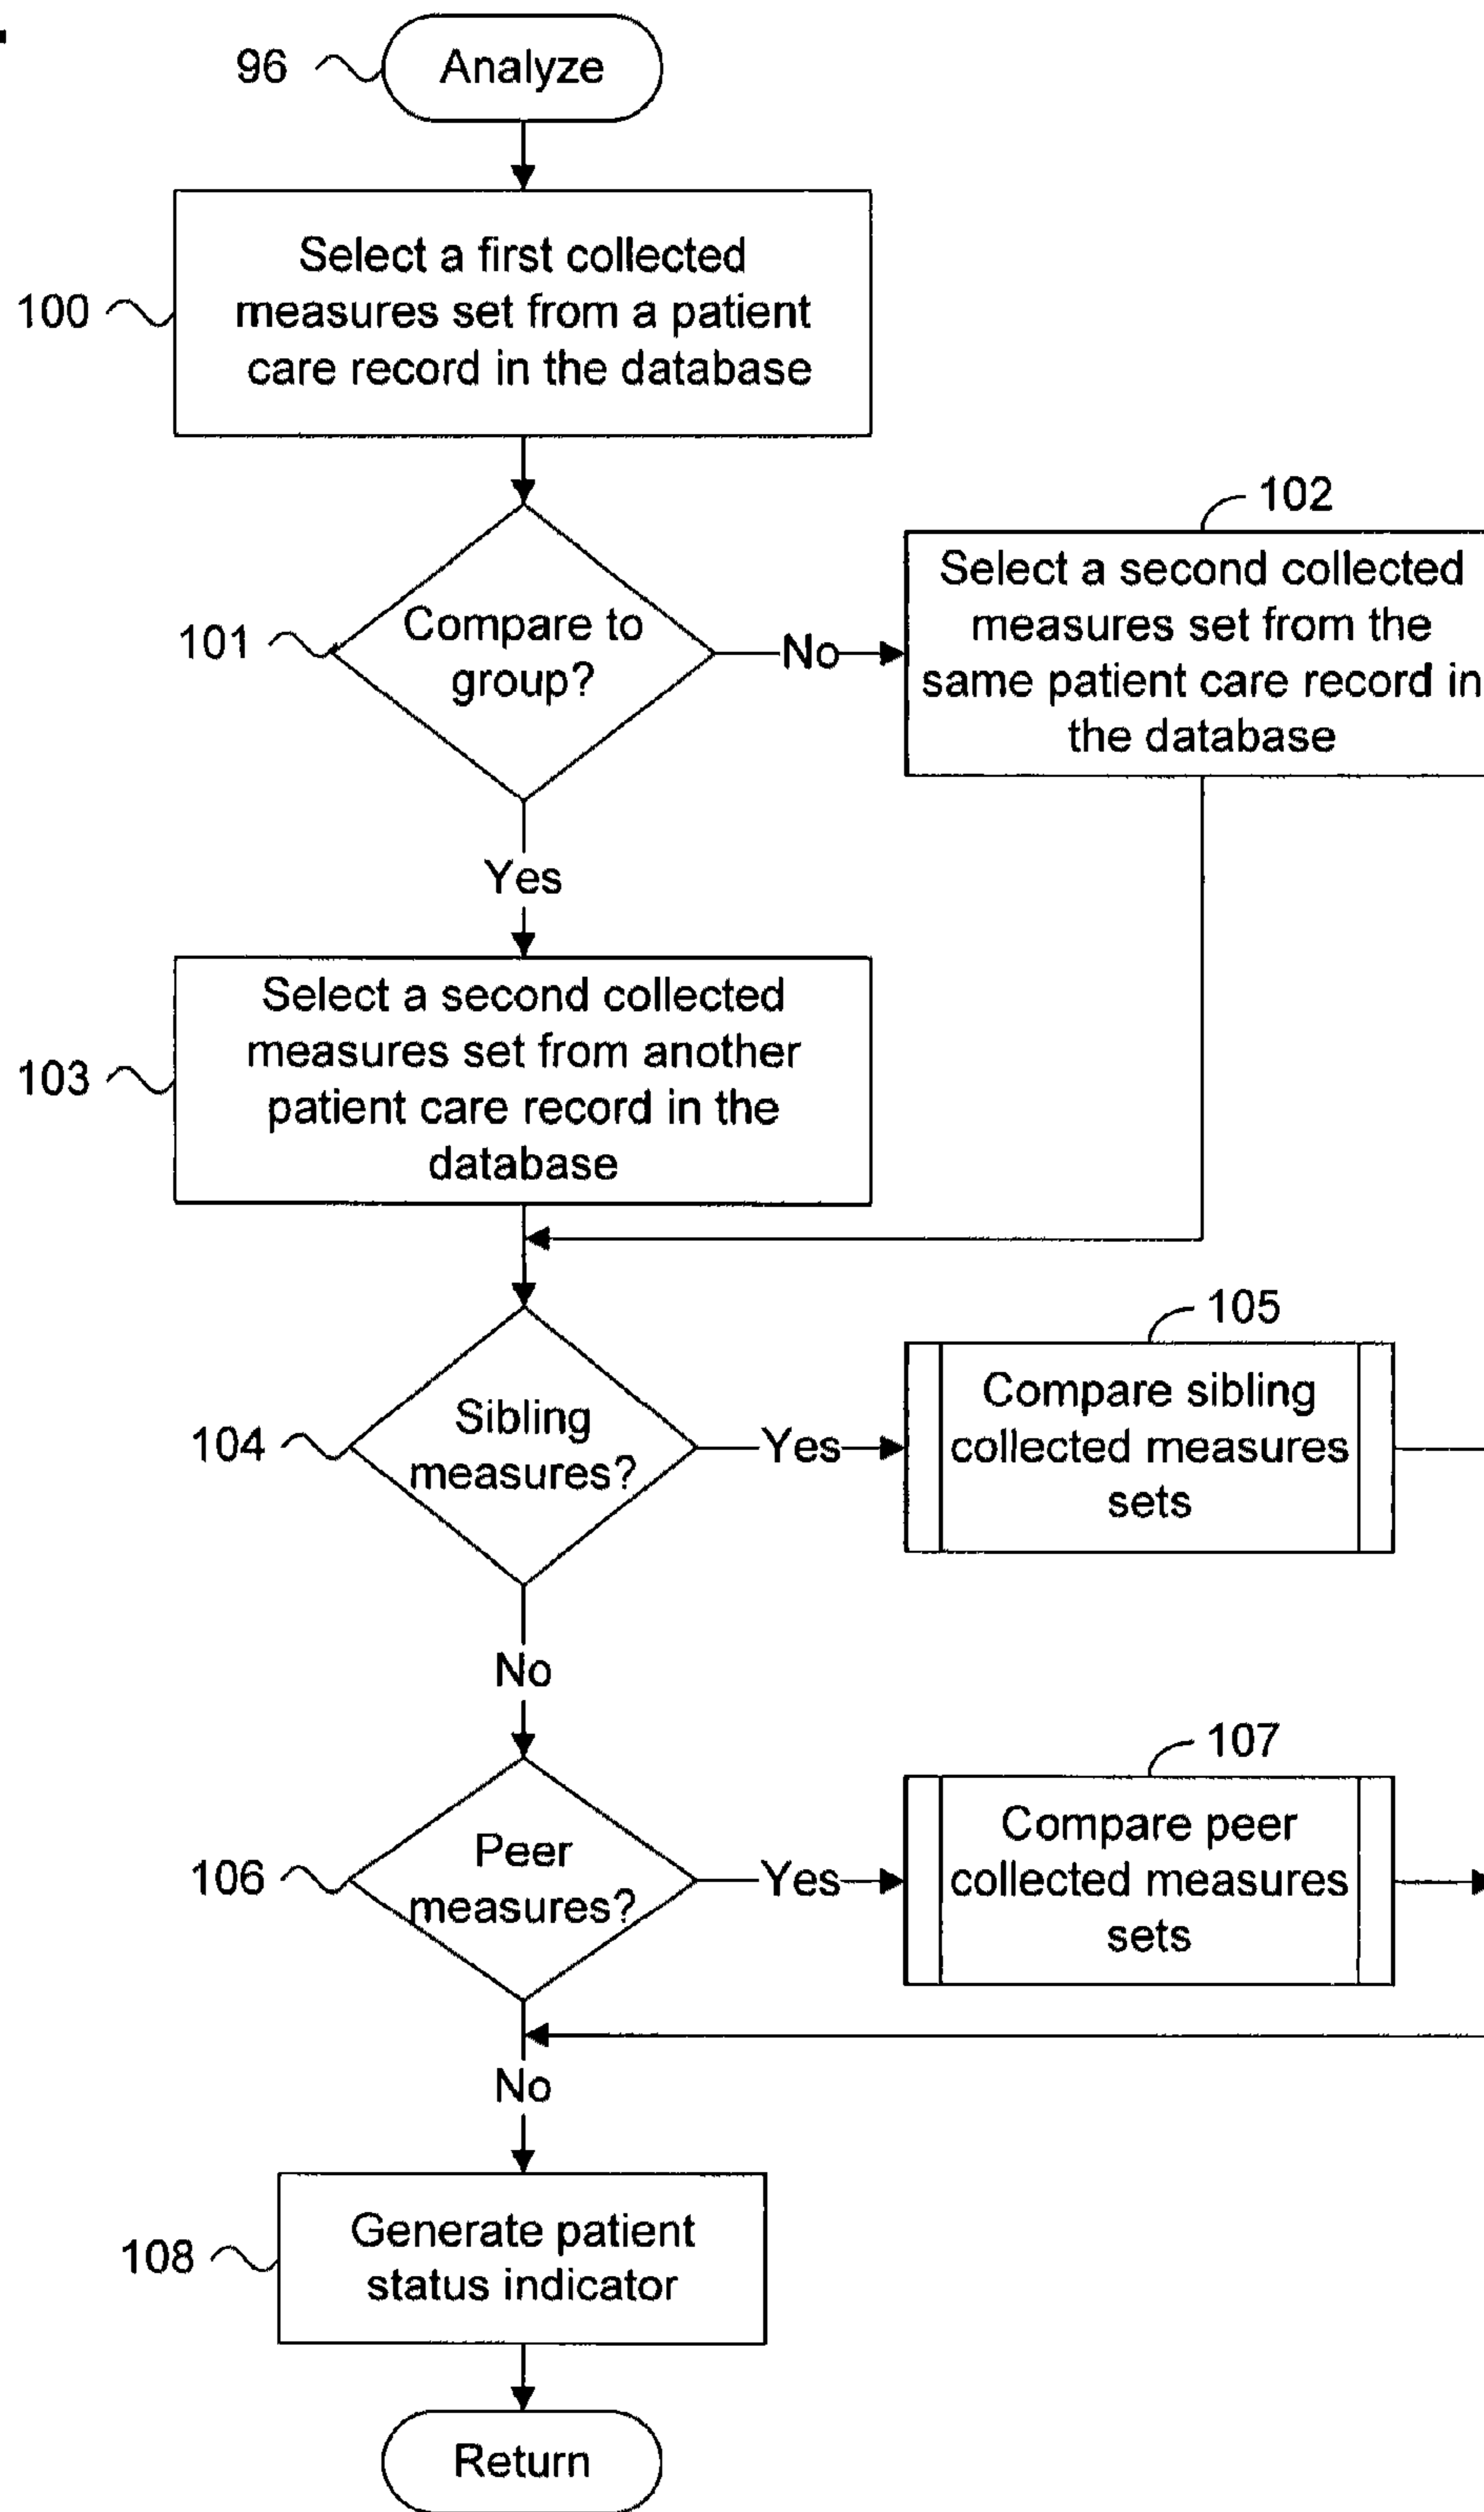 96
Analyze
100
Select a first collected
measures set from a patient
care record in the database
101
Compare to
group?
No
102
Select a second collected
measures set from the
same patient care record in
the database
Yes
103
Select a second collected
measures set from another
patient care record in the
database
104
Sibling
measures?
Yes
105
Compare sibling
collected measures
sets
No
106
Peer
measures?
Yes
107
Compare peer
collected measures
sets
No
108
Generate patient
status indicator
Return